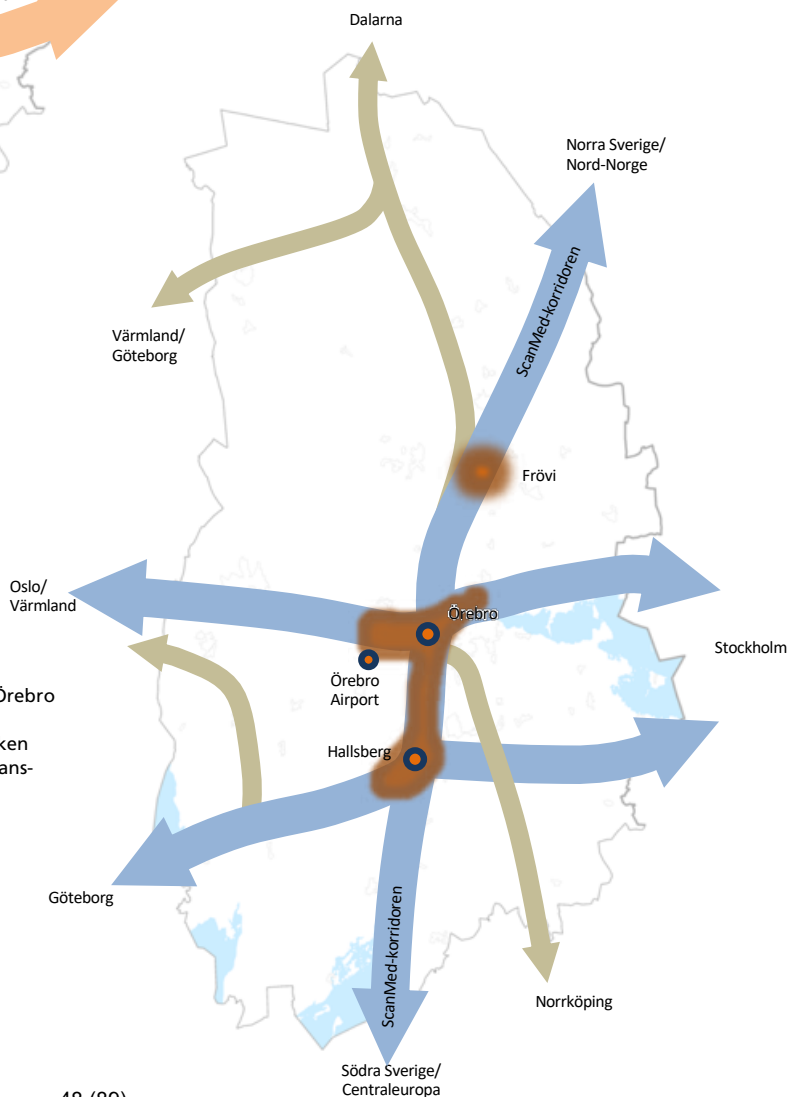 Dalarna
Norra Sverige/
Nord-Norge
ScanMed-korridoren
Värmland/
Göteborg
Frövi
Oslo/
Värmland
Örebro
Stockholm
Örebro
Airport
Örebro
ken
ans-
Hallsberg
Göteborg
ScanMed-korridoren
Norrköping
Södra Sverige/
Centraleuropa